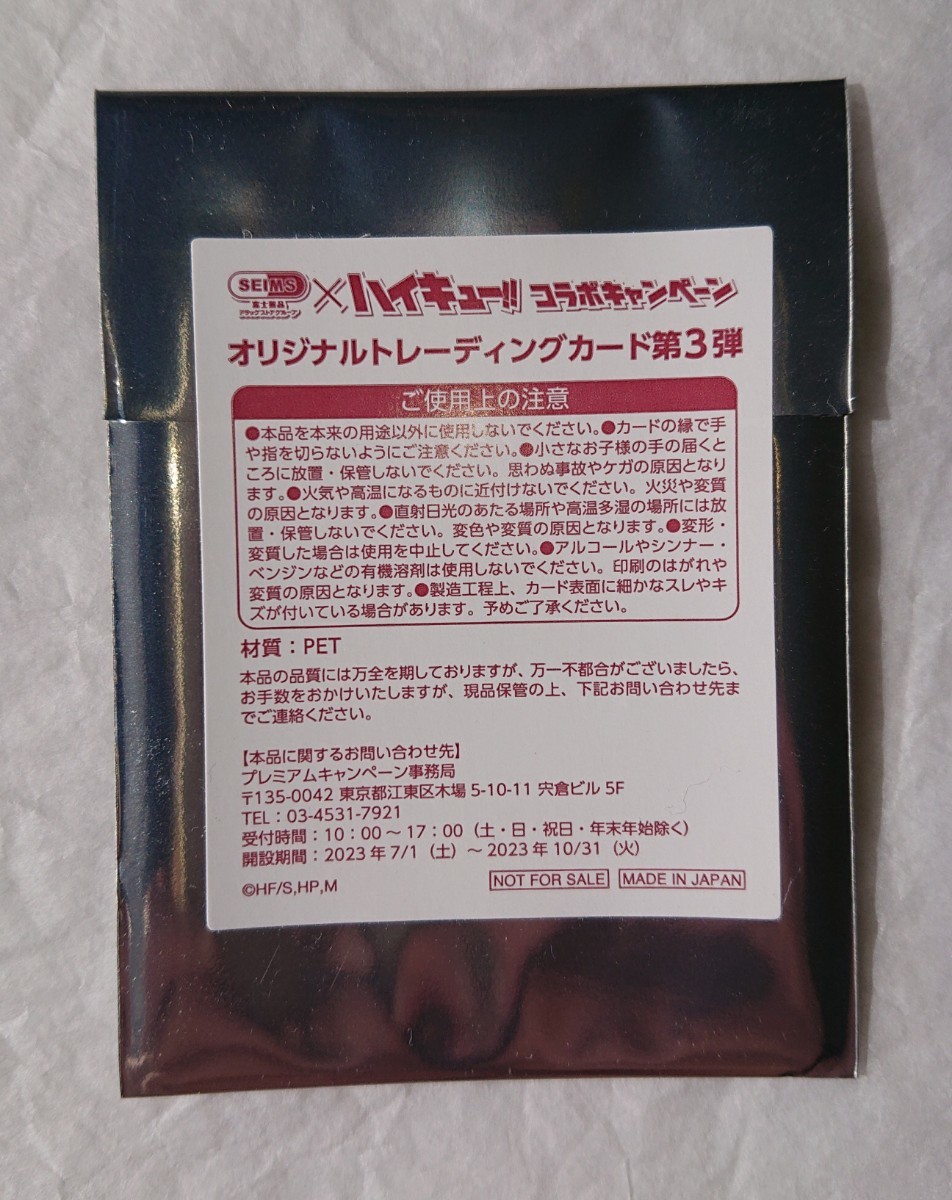 SEIMS
富士薬品
ドラッグストアグループ
×ハイキュー!! コラボキャンペーン
オリジナルトレーディングカード第3弾
ご使用上の注意
●本品を本来の用途以外に使用しないでください。●カードの縁で手
や指を切らないようにご注意ください。●小さなお子様の手の届くと
ころに放置・保管しないでください。思わぬ事故やケガの原因となり
ます。●火気や高温になるものに近付けないでください。火災や変質
の原因となります。●直射日光のあたる場所や高温多湿の場所には放
置・保管しないでください。変色や変質の原因となります。●変形・
変質した場合は使用を中止してください。●アルコールやシンナー・
ベンジンなどの有機溶剤は使用しないでください。印刷のはがれや
変質の原因となります。●製造工程上、カード表面に細かなスレやキ
ズが付いている場合があります。予めご了承ください。
材質：PET
本品の品質には万全を期しておりますが、万一不都合がございましたら、
お手数をおかけいたしますが、現品保管の上、下記お問い合わせ先ま
でご連絡ください。
【本品に関するお問い合わせ先】
プレミアムキャンペーン事務局
〒135-0042 東京都江東区木場 5-10-11 宍倉ビル 5F
TEL：03-4531-7921
受付時間：10：00～17：00（土・日・祝日・年末年始除く）
開設期間：2023年 7/1（土）～2023年 10/31（火）
©HF/S,HP,M
NOT FOR SALE
MADE IN JAPAN